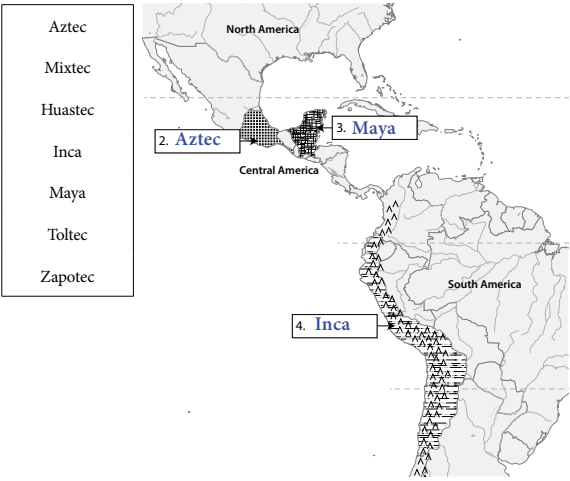 Aztec
Mixtec
Huastec
Inca
Maya
Toltec
Zapotec
North America
3. Maya
2. Aztec
Central America
South America
4. Inca